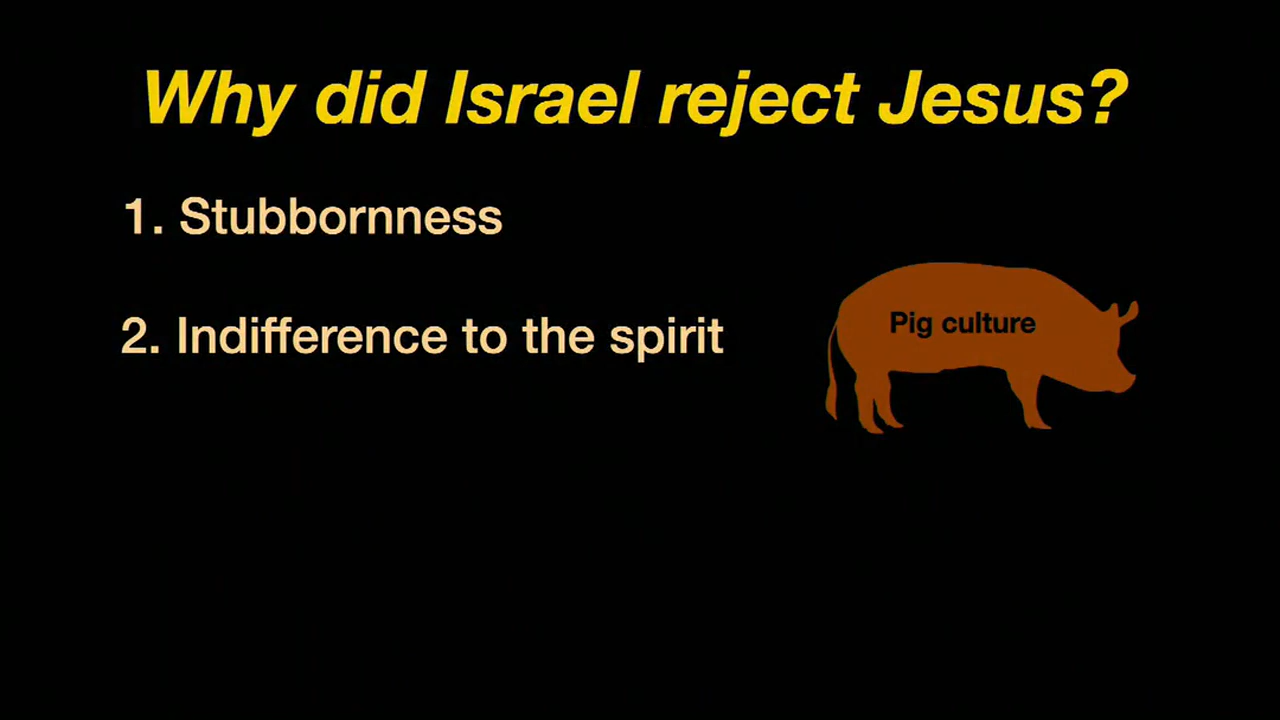 Why did Israel reject Jesus?
1. Stubbornness
2. Indifference to the spirit
Pig culture